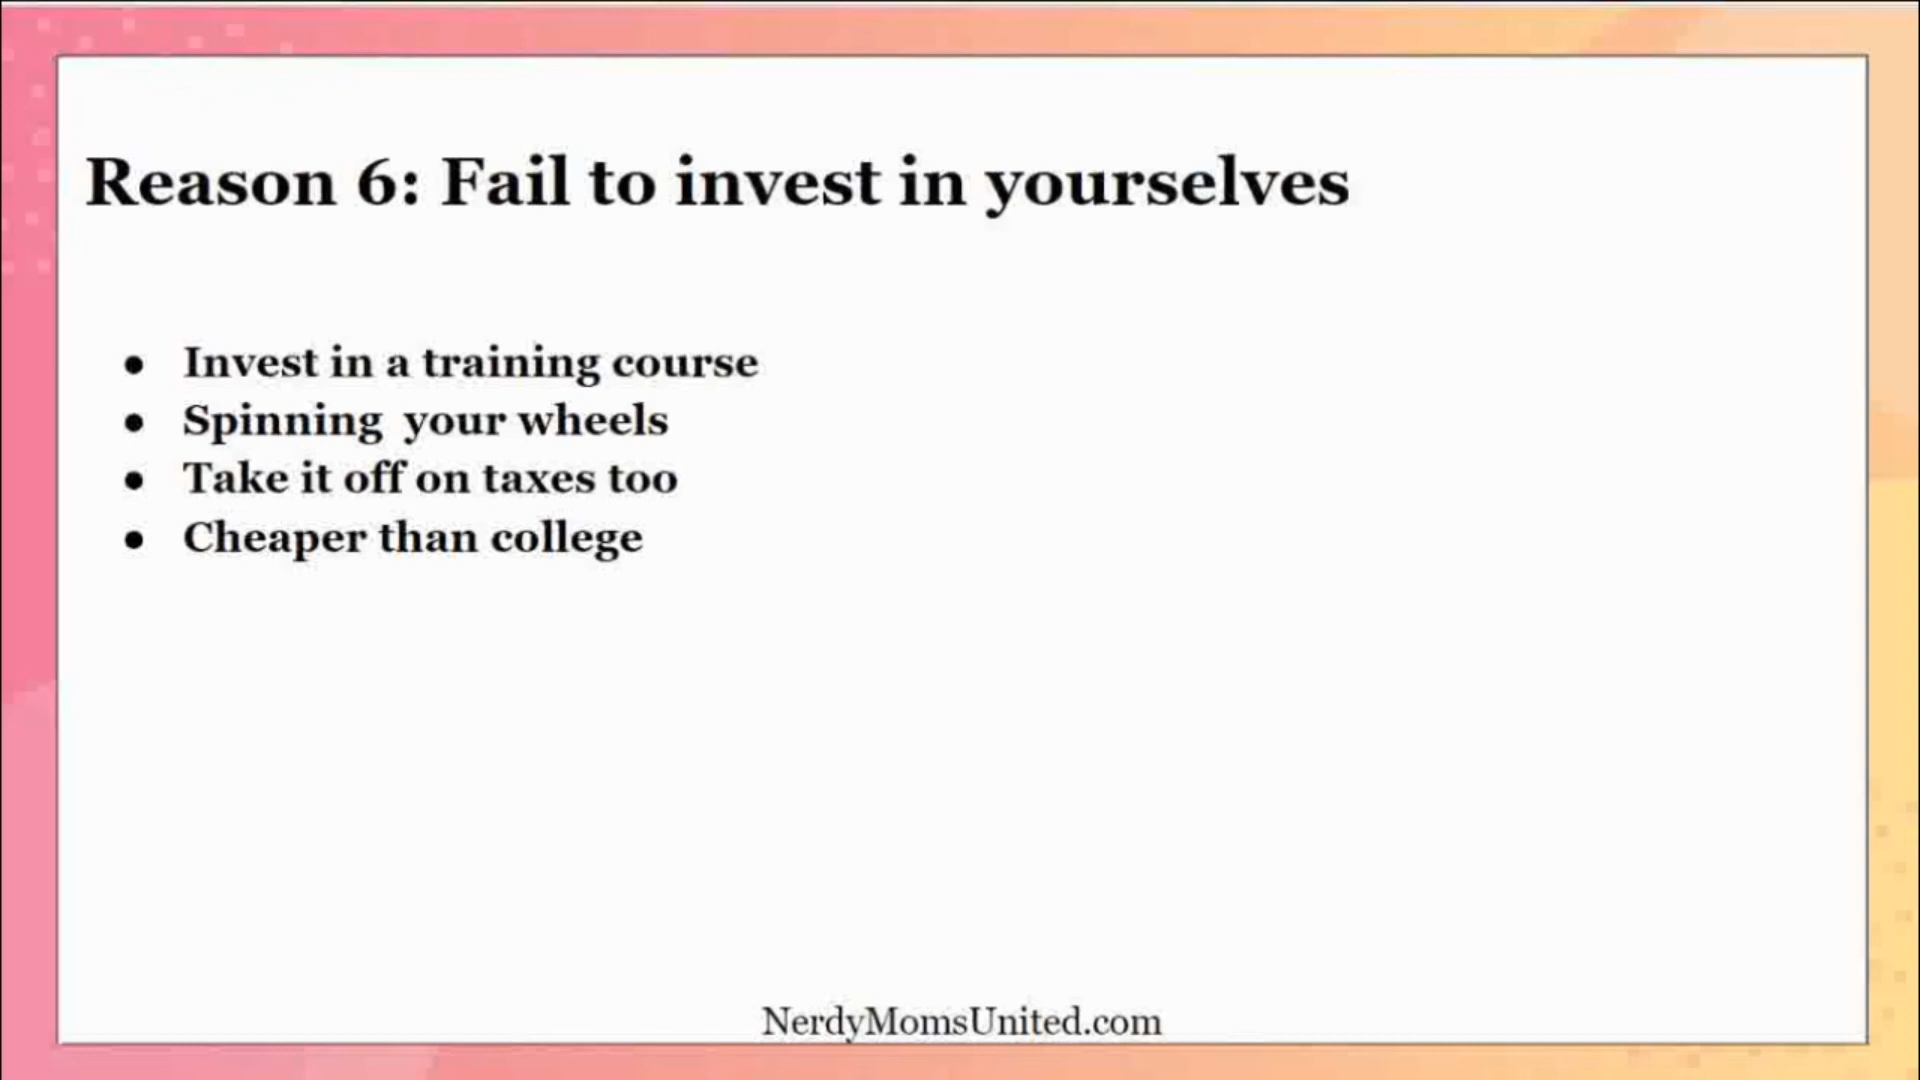 Reason 6: Fail to invest in yourselves
● Invest in a training course
● Spinning  your wheels
● Take it off on taxes too
● Cheaper than college
NerdyMomsUnited.com